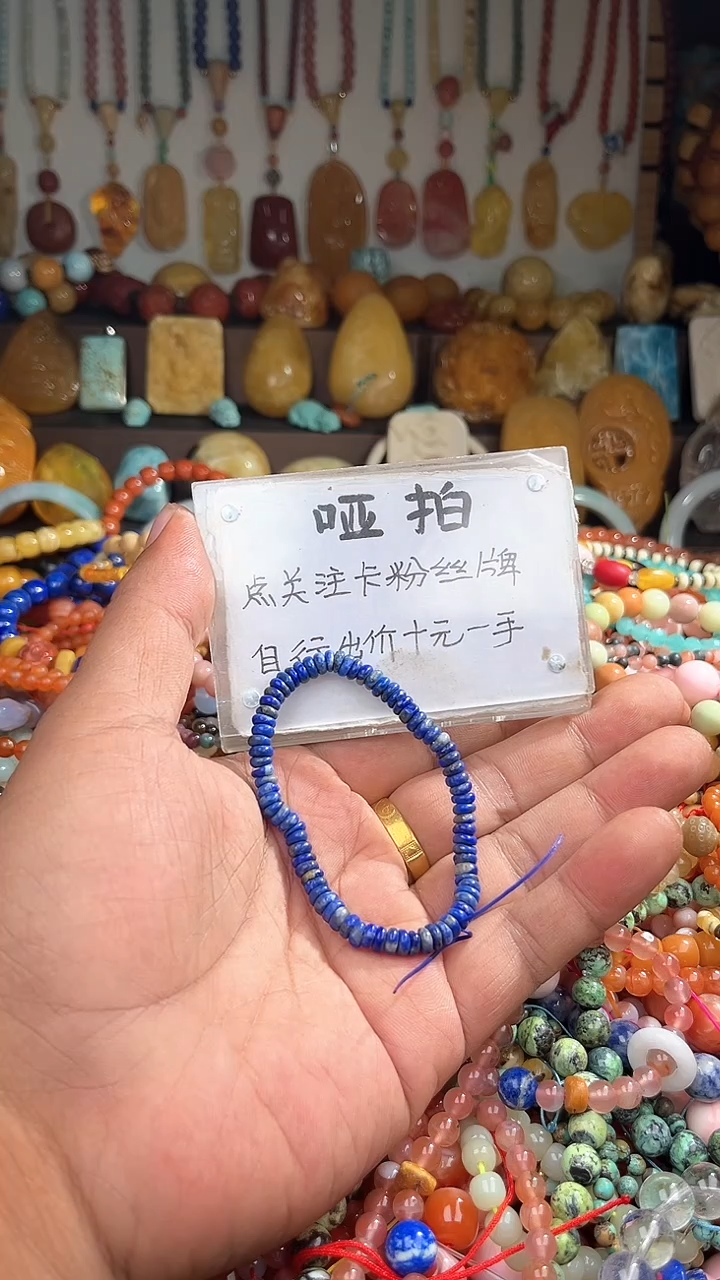 哑拍
点关注卡粉丝牌
自行出价十元一手